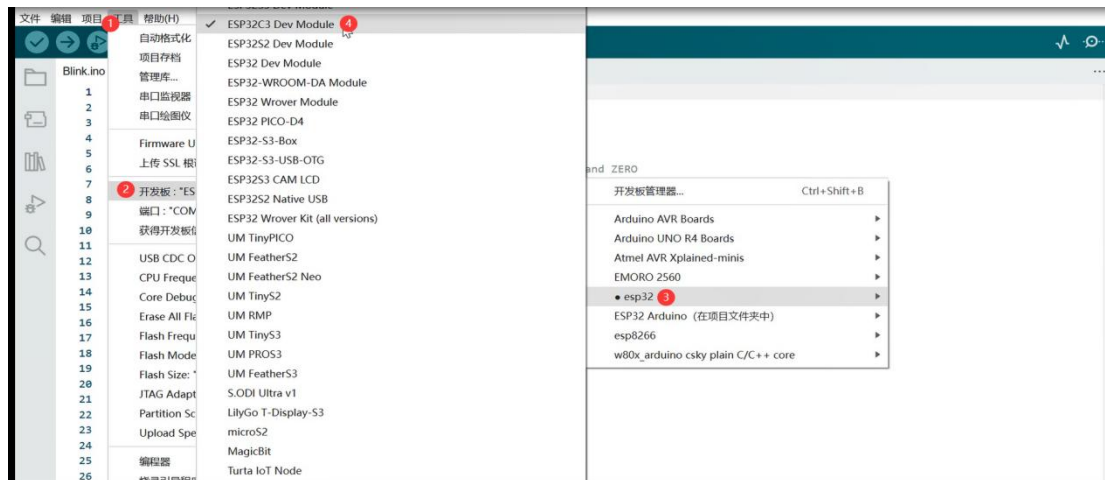 文件 编辑 项目 1 工具 帮助(H)
Blink.ino
1
2
3
4
5
6
7
8
9
10
11
12
13
14
15
16
17
18
19
20
21
22
23
24
25
26
自动格式化
项目存档
管理库...
串口监视器
串口绘图仪
Firmware U
上传 SSL 根
2 开发板 : "ES
端口 : "COM
获得开发板
USB CDC O
CPU Freque
Core Debug
Erase All Fla
Flash Frequ
Flash Mode
Flash Size: "
JTAG Adapt
Partition Sc
Upload Spe
编程器
✓ ESP32C3 Dev Module 4
ESP32S2 Dev Module
ESP32 Dev Module
ESP32-WROOM-DA Module
ESP32 Wrover Module
ESP32 PICO-D4
ESP32-S3-Box
ESP32-S3-USB-OTG
ESP32S3 CAM LCD
ESP32S2 Native USB
ESP32 Wrover Kit (all versions)
UM TinyPICO
UM FeatherS2
UM FeatherS2 Neo
UM TinyS2
UM RMP
UM TinyS3
UM PROS3
UM FeatherS3
S.ODI Ultra v1
LilyGo T-Display-S3
microS2
MagicBit
Turta IoT Node
and ZERO
开发板管理器... Ctrl+Shift+B
Arduino AVR Boards
Arduino UNO R4 Boards
Atmel AVR Xplained-minis
EMORO 2560
● esp32 3
ESP32 Arduino (在项目文件夹中)
esp8266
w80x_arduino csky plain C/C++ core